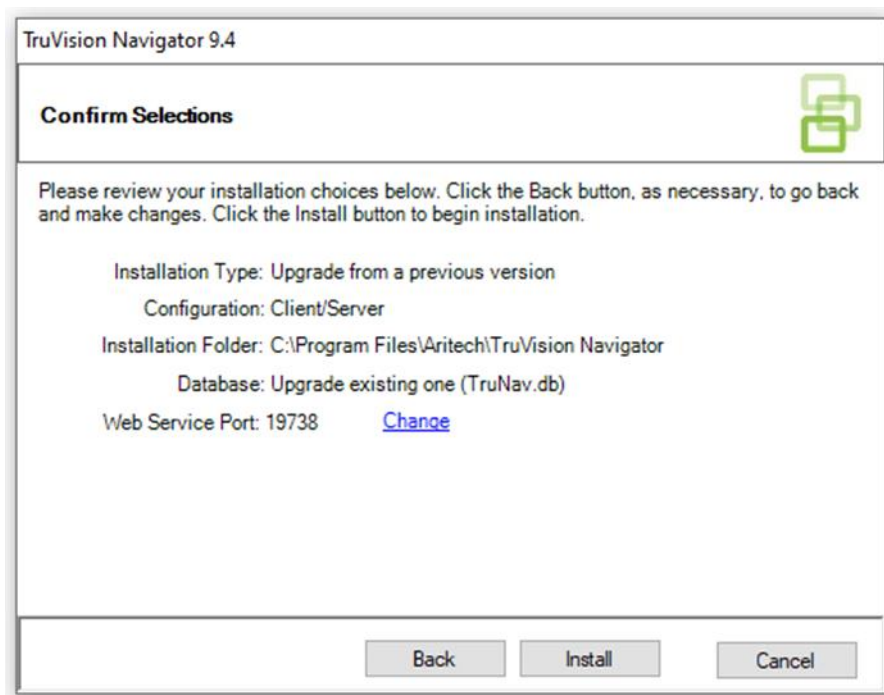 TruVision Navigator 9.4
Confirm Selections
Please review your installation choices below. Click the Back button, as necessary, to go back
and make changes. Click the Install button to begin installation.
Installation Type: Upgrade from a previous version
Configuration: Client/Server
Installation Folder: C:\Program Files\Aritech\TruVision Navigator
Database: Upgrade existing one (TruNav.db)
Web Service Port: 19738 Change
Back Install Cancel